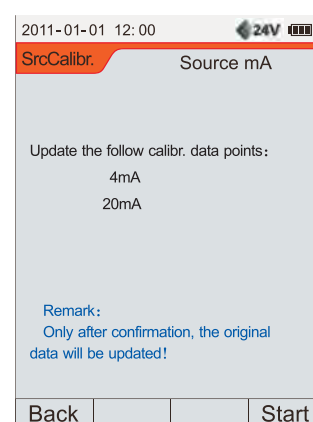 2011-01-01 12:00 24V
SrcCalibr. Source mA
Update the follow calibr. data points:
4mA
20mA
Remark:
Only after confirmation, the original
data will be updated!
Back Start